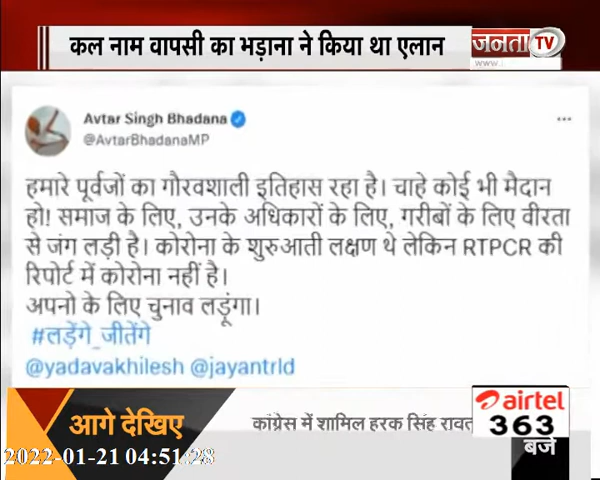 कल नाम वापसी का भड़ाना ने किया था एलान
जनता TV
www.
Avtar Singh Bhadana
@AvtarBhadanaMP
हमारे पूर्वजों का गौरवशाली इतिहास रहा है। चाहे कोई भी मैदान
हो! समाज के लिए, उनके अधिकारों के लिए, गरीबों के लिए वीरता
से जंग लड़ी है। कोरोना के शुरुआती लक्षण थे लेकिन RTPCR की
रिपोर्ट में कोरोना नहीं है।
अपनो के लिए चुनाव लड़ूंगा।
#लड़ेंगे_जीतेंगे
@yadavakhilesh @jayantrld
आगे देखिए
कांग्रेस में शामिल हरक सिंह रावत
airtel
363
बजे
2022-01-21 04:51:28